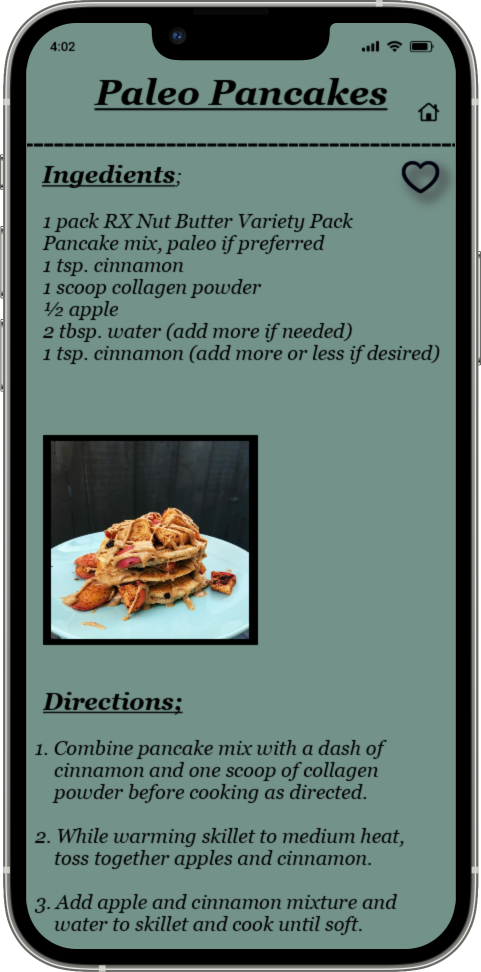 4:02
Paleo Pancakes
Ingedients;
1 pack RX Nut Butter Variety Pack
Pancake mix, paleo if preferred
1 tsp. cinnamon
1 scoop collagen powder
½ apple
2 tbsp. water (add more if needed)
1 tsp. cinnamon (add more or less if desired)
Directions;
1. Combine pancake mix with a dash of
cinnamon and one scoop of collagen
powder before cooking as directed.
2. While warming skillet to medium heat,
toss together apples and cinnamon.
3. Add apple and cinnamon mixture and
water to skillet and cook until soft.